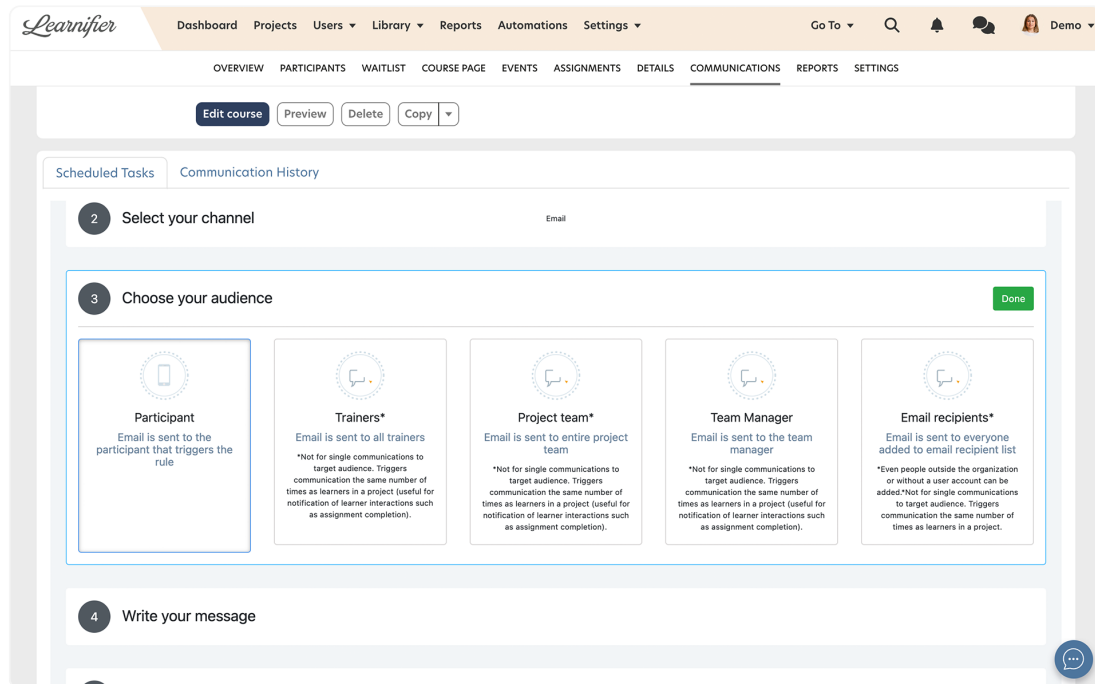 Learnifier
Dashboard Projects Users Library Reports Automations Settings Go To Demo
OVERVIEW PARTICIPANTS WAITLIST COURSE PAGE EVENTS ASSIGNMENTS DETAILS COMMUNICATIONS REPORTS SETTINGS
Edit course Preview Delete Copy
Scheduled Tasks Communication History
2 Select your channel Email
3 Choose your audience Done
Participant
Email is sent to the
participant that triggers the
rule
Trainers*
Email is sent to all trainers
*Not for single communications to
target audience. Triggers
communication the same number of
times as learners in a project (useful for
notification of learner interactions such
as assignment completion).
Project team*
Email is sent to entire project
team
*Not for single communications to
target audience. Triggers
communication the same number of
times as learners in a project (useful for
notification of learner interactions such
as assignment completion).
Team Manager
Email is sent to the team
manager
*Not for single communications to
target audience. Triggers
communication the same number of
times as learners in a project (useful for
notification of learner interactions such
as assignment completion).
Email recipients*
Email is sent to everyone
added to email recipient list
*Even people outside the organization
or without a user account can be
added.*Not for single communications
to target audience. Triggers
communication the same number of
times as learners in a project.
4 Write your message